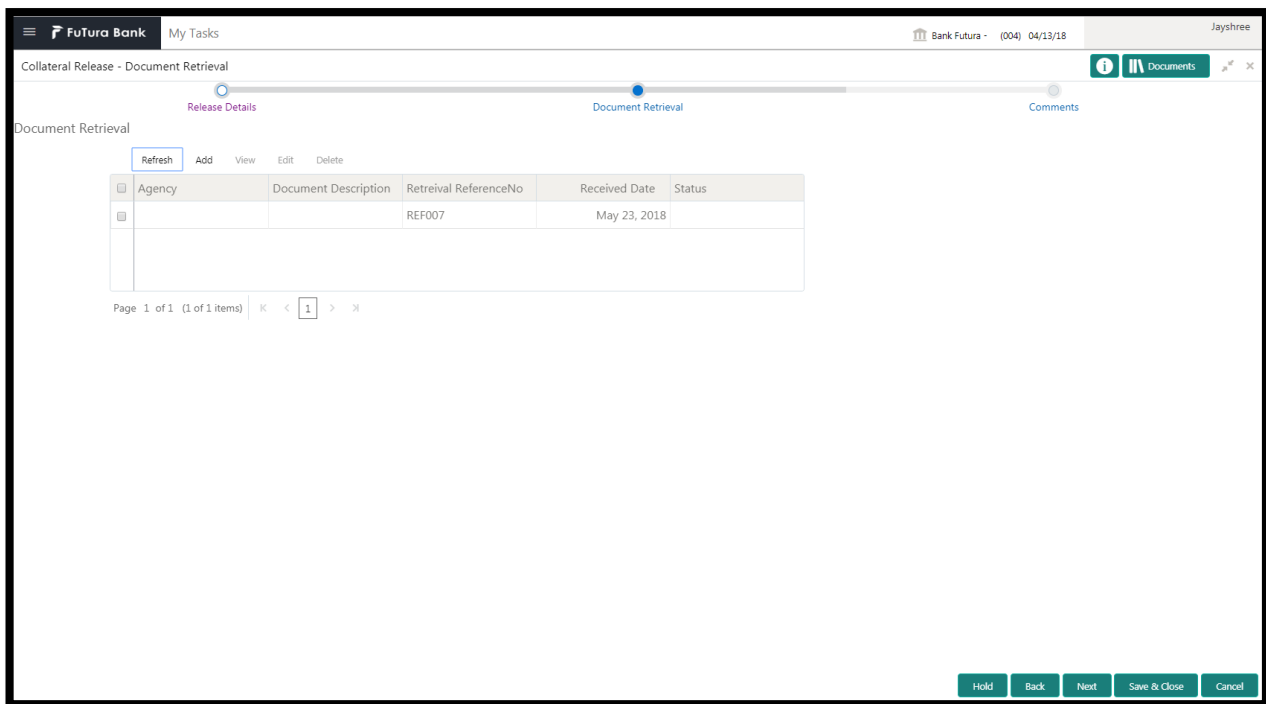 FuTura Bank My Tasks Bank Futura - (004) 04/13/18 Jayshree
Collateral Release - Document Retrieval i Documents
Release Details Document Retrieval Comments
Document Retrieval
Refresh Add View Edit Delete
Agency Document Description Retreival ReferenceNo Received Date Status
REF007 May 23, 2018
Page 1 of 1 (1 of 1 items) 1
Hold Back Next Save & Close Cancel